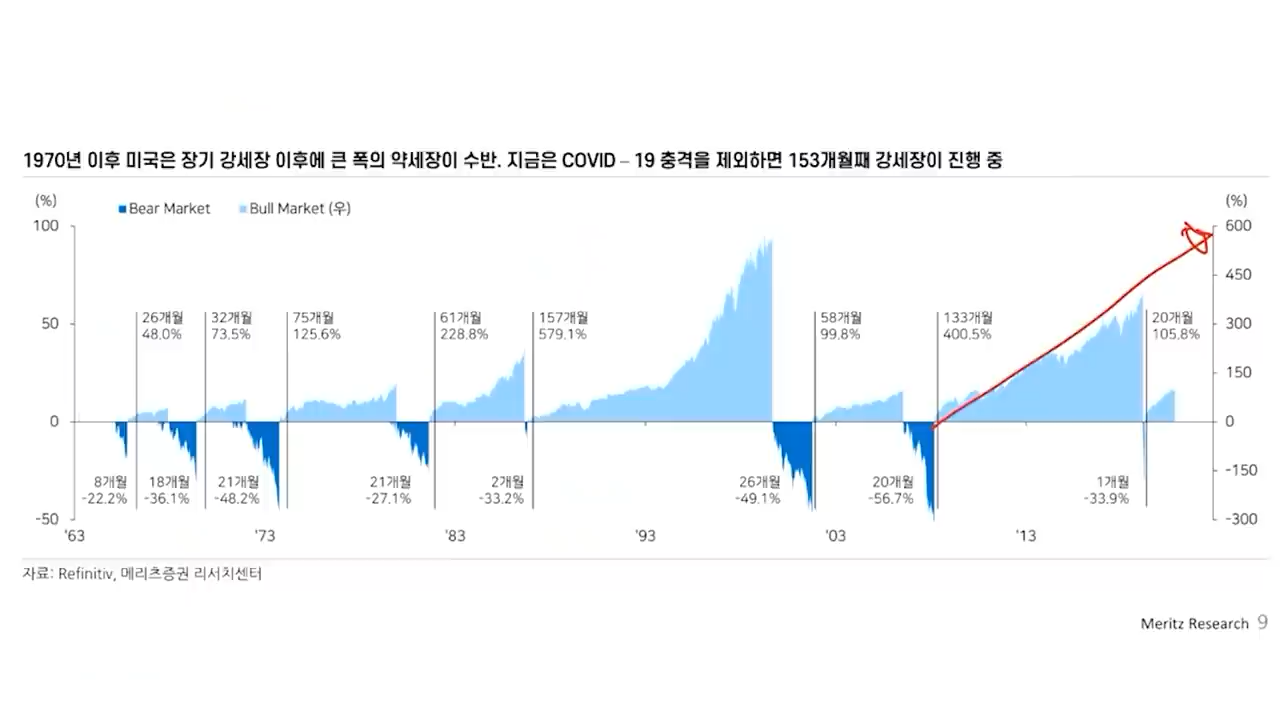 1970년 이후 미국은 장기 강세장 이후에 큰 폭의 약세장이 수반. 지금은 COVID – 19 충격을 제외하면 153개월째 강세장이 진행 중
(%)
Bear Market
Bull Market (우)
(%)
100
50
0
-50
600
450
300
150
0
-150
-300
26개월
48.0%
32개월
73.5%
75개월
125.6%
61개월
228.8%
157개월
579.1%
58개월
99.8%
133개월
400.5%
20개월
105.8%
8개월
-22.2%
18개월
-36.1%
21개월
-48.2%
21개월
-27.1%
2개월
-33.2%
26개월
-49.1%
20개월
-56.7%
1개월
-33.9%
'63
'73
'83
'93
'03
'13
자료: Refinitiv, 메리츠증권 리서치센터
Meritz Research 9